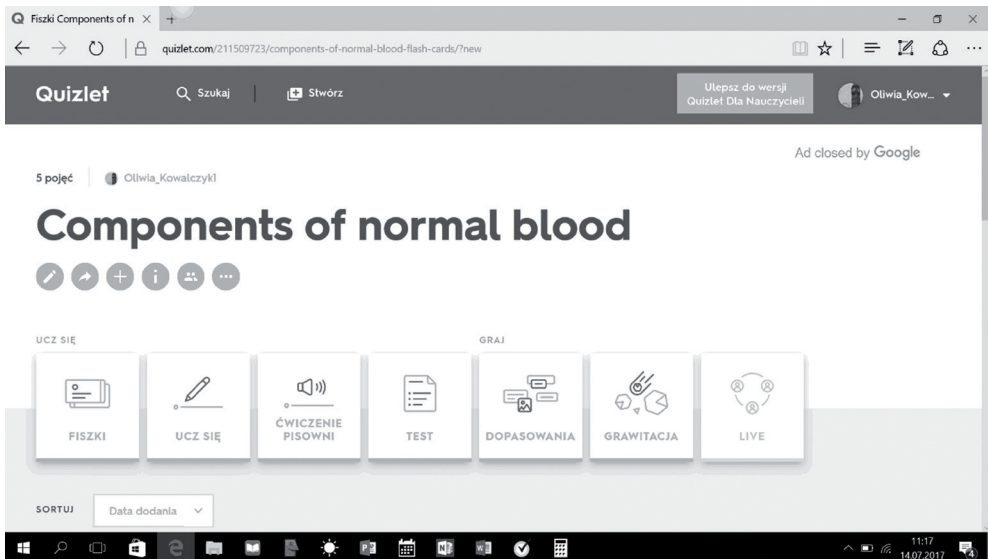 Fiszki Components of n
quizlet.com/211509723/components-of-normal-blood-flash-cards/?new
Quizlet
Szukaj
Stwórz
Ulepsz do wersji
Quizlet Dla Nauczycieli
Oliwia_Kow...
Ad closed by Google
5 pojęć
Oliwia_Kowalczyk1
Components of normal blood
UCZ SIĘ
GRAJ
FISZKI
UCZ SIĘ
ĆWICZENIE
PISOWNI
TEST
DOPASOWANIA
GRAWITACJA
LIVE
SORTUJ
Data dodania
11:17
14.07.2017